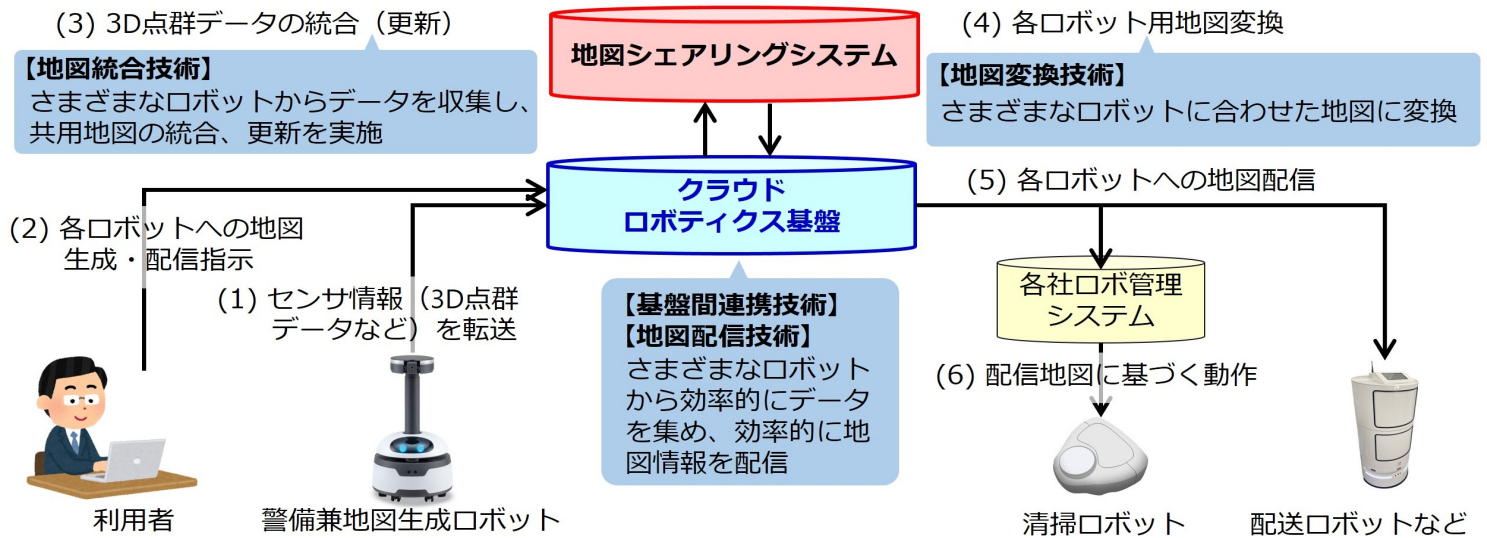 (3) 3D点群データの統合（更新）
【地図統合技術】
さまざまなロボットからデータを収集し、
共用地図の統合、更新を実施
地図シェアリングシステム
(4) 各ロボット用地図変換
【地図変換技術】
さまざまなロボットに合わせた地図に変換
クラウド
ロボティクス基盤
(5) 各ロボットへの地図配信
(2) 各ロボットへの地図
生成・配信指示
(1) センサ情報（3D点群
データなど）を転送
【基盤間連携技術】
【地図配信技術】
さまざまなロボット
から効率的にデータ
を集め、効率的に地
図情報を配信
各社ロボ管理
システム
(6) 配信地図に基づく動作
利用者
警備兼地図生成ロボット
清掃ロボット
配送ロボットなど